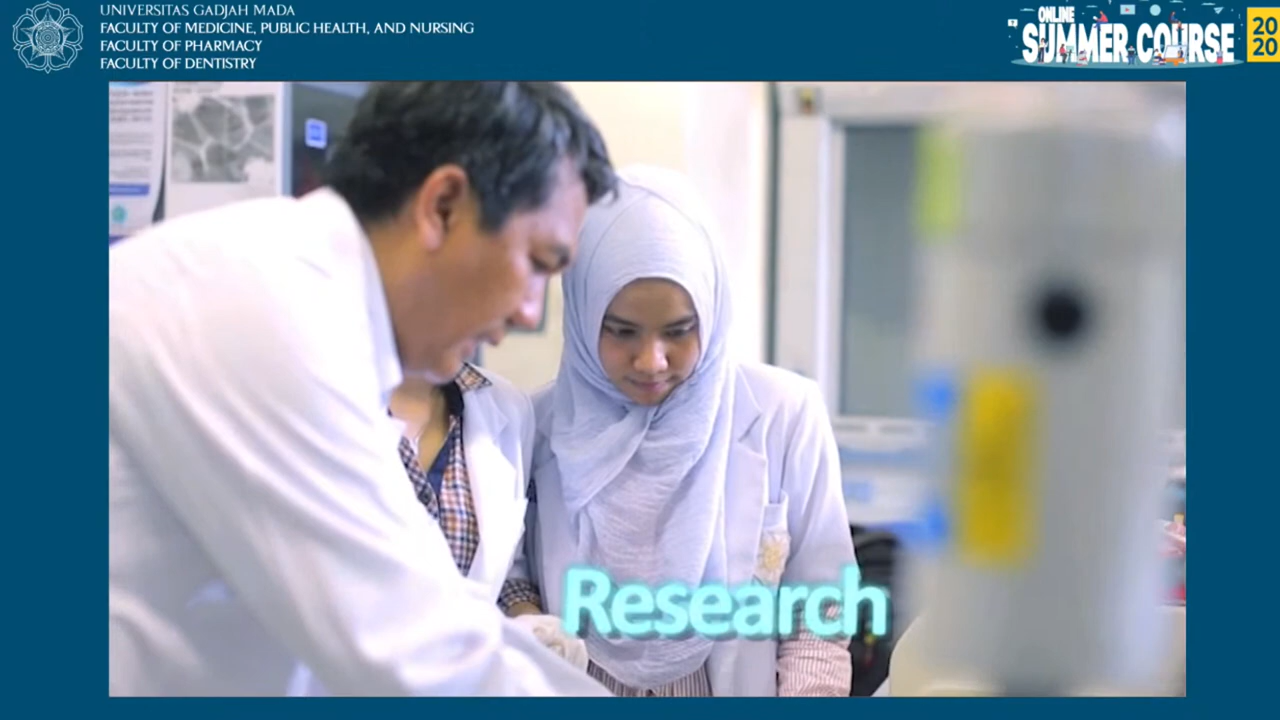 UNIVERSITAS GADJAH MADA
FACULTY OF MEDICINE, PUBLIC HEALTH, AND NURSING
FACULTY OF PHARMACY
FACULTY OF DENTISTRY
ONLINE
SUMMER COURSE
20
20
Research